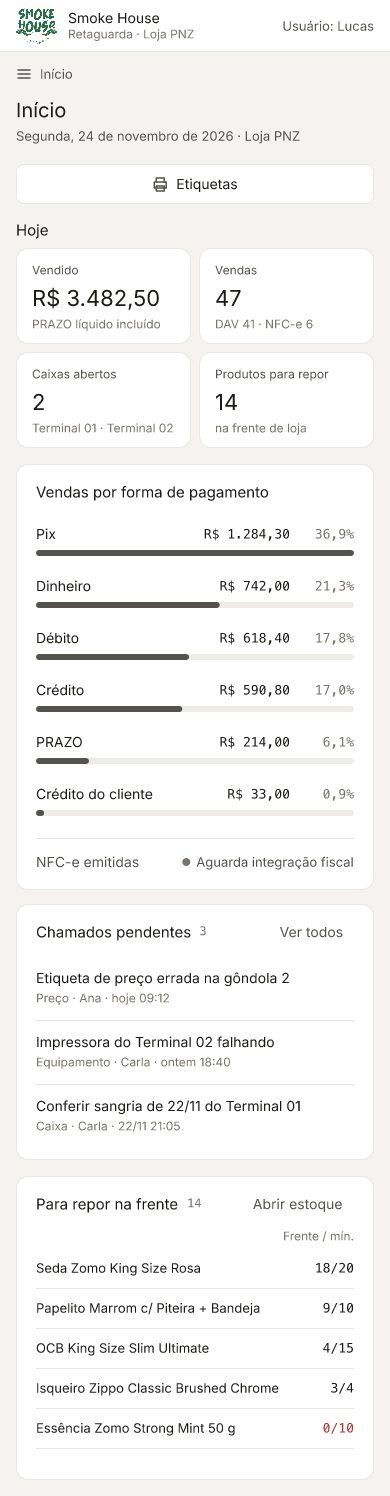 SMOKE HOUSE
Smoke House
Retaguarda · Loja PNZ
Usuário: Lucas
Início
Início
Segunda, 24 de novembro de 2026 · Loja PNZ
Etiquetas
Hoje
Vendido
R$ 3.482,50
PRAZO líquido incluído
Vendas
47
DAV 41 · NFC-e 6
Caixas abertos
2
Terminal 01 · Terminal 02
Produtos para repor
14
na frente de loja
Vendas por forma de pagamento
Pix R$ 1.284,30 36,9%
Dinheiro R$ 742,00 21,3%
Débito R$ 618,40 17,8%
Crédito R$ 590,80 17,0%
PRAZO R$ 214,00 6,1%
Crédito do cliente R$ 33,00 0,9%
NFC-e emitidas Aguarda integração fiscal
Chamados pendentes 3 Ver todos
Etiqueta de preço errada na gôndola 2
Preço · Ana · hoje 09:12
Impressora do Terminal 02 falhando
Equipamento · Carla · ontem 18:40
Conferir sangria de 22/11 do Terminal 01
Caixa · Carla · 22/11 21:05
Para repor na frente 14 Abrir estoque
Frente / mín.
Seda Zomo King Size Rosa 18/20
Papelito Marrom c/ Piteira + Bandeja 9/10
OCB King Size Slim Ultimate 4/15
Isqueiro Zippo Classic Brushed Chrome 3/4
Essência Zomo Strong Mint 50 g 0/10